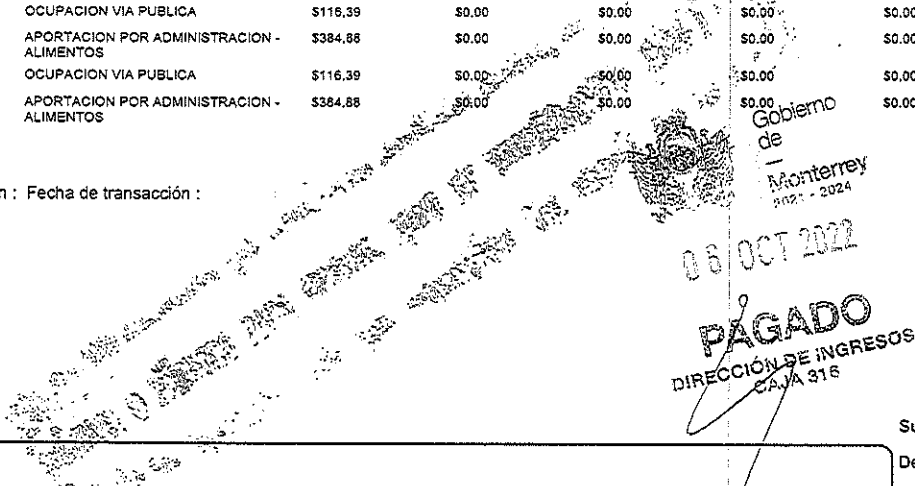 OCUPACION VIA PUBLICA $116.39 $0.00 $0.00 $0.00 $0.00
APORTACION POR ADMINISTRACION - $384.88 $0.00 $0.00 $0.00 $0.00
ALIMENTOS
OCUPACION VIA PUBLICA $116.39 $0.00 $0.00 $0.00 $0.00
APORTACION POR ADMINISTRACION - $384.88 $0.00 $0.00 $0.00 $0.00
ALIMENTOS
n : Fecha de transacción :
Gobierno
de
Monterrey
2021 - 2024
06 OCT 2022
PAGADO
DIRECCIÓN DE INGRESOS
CAJA 316
Su
De